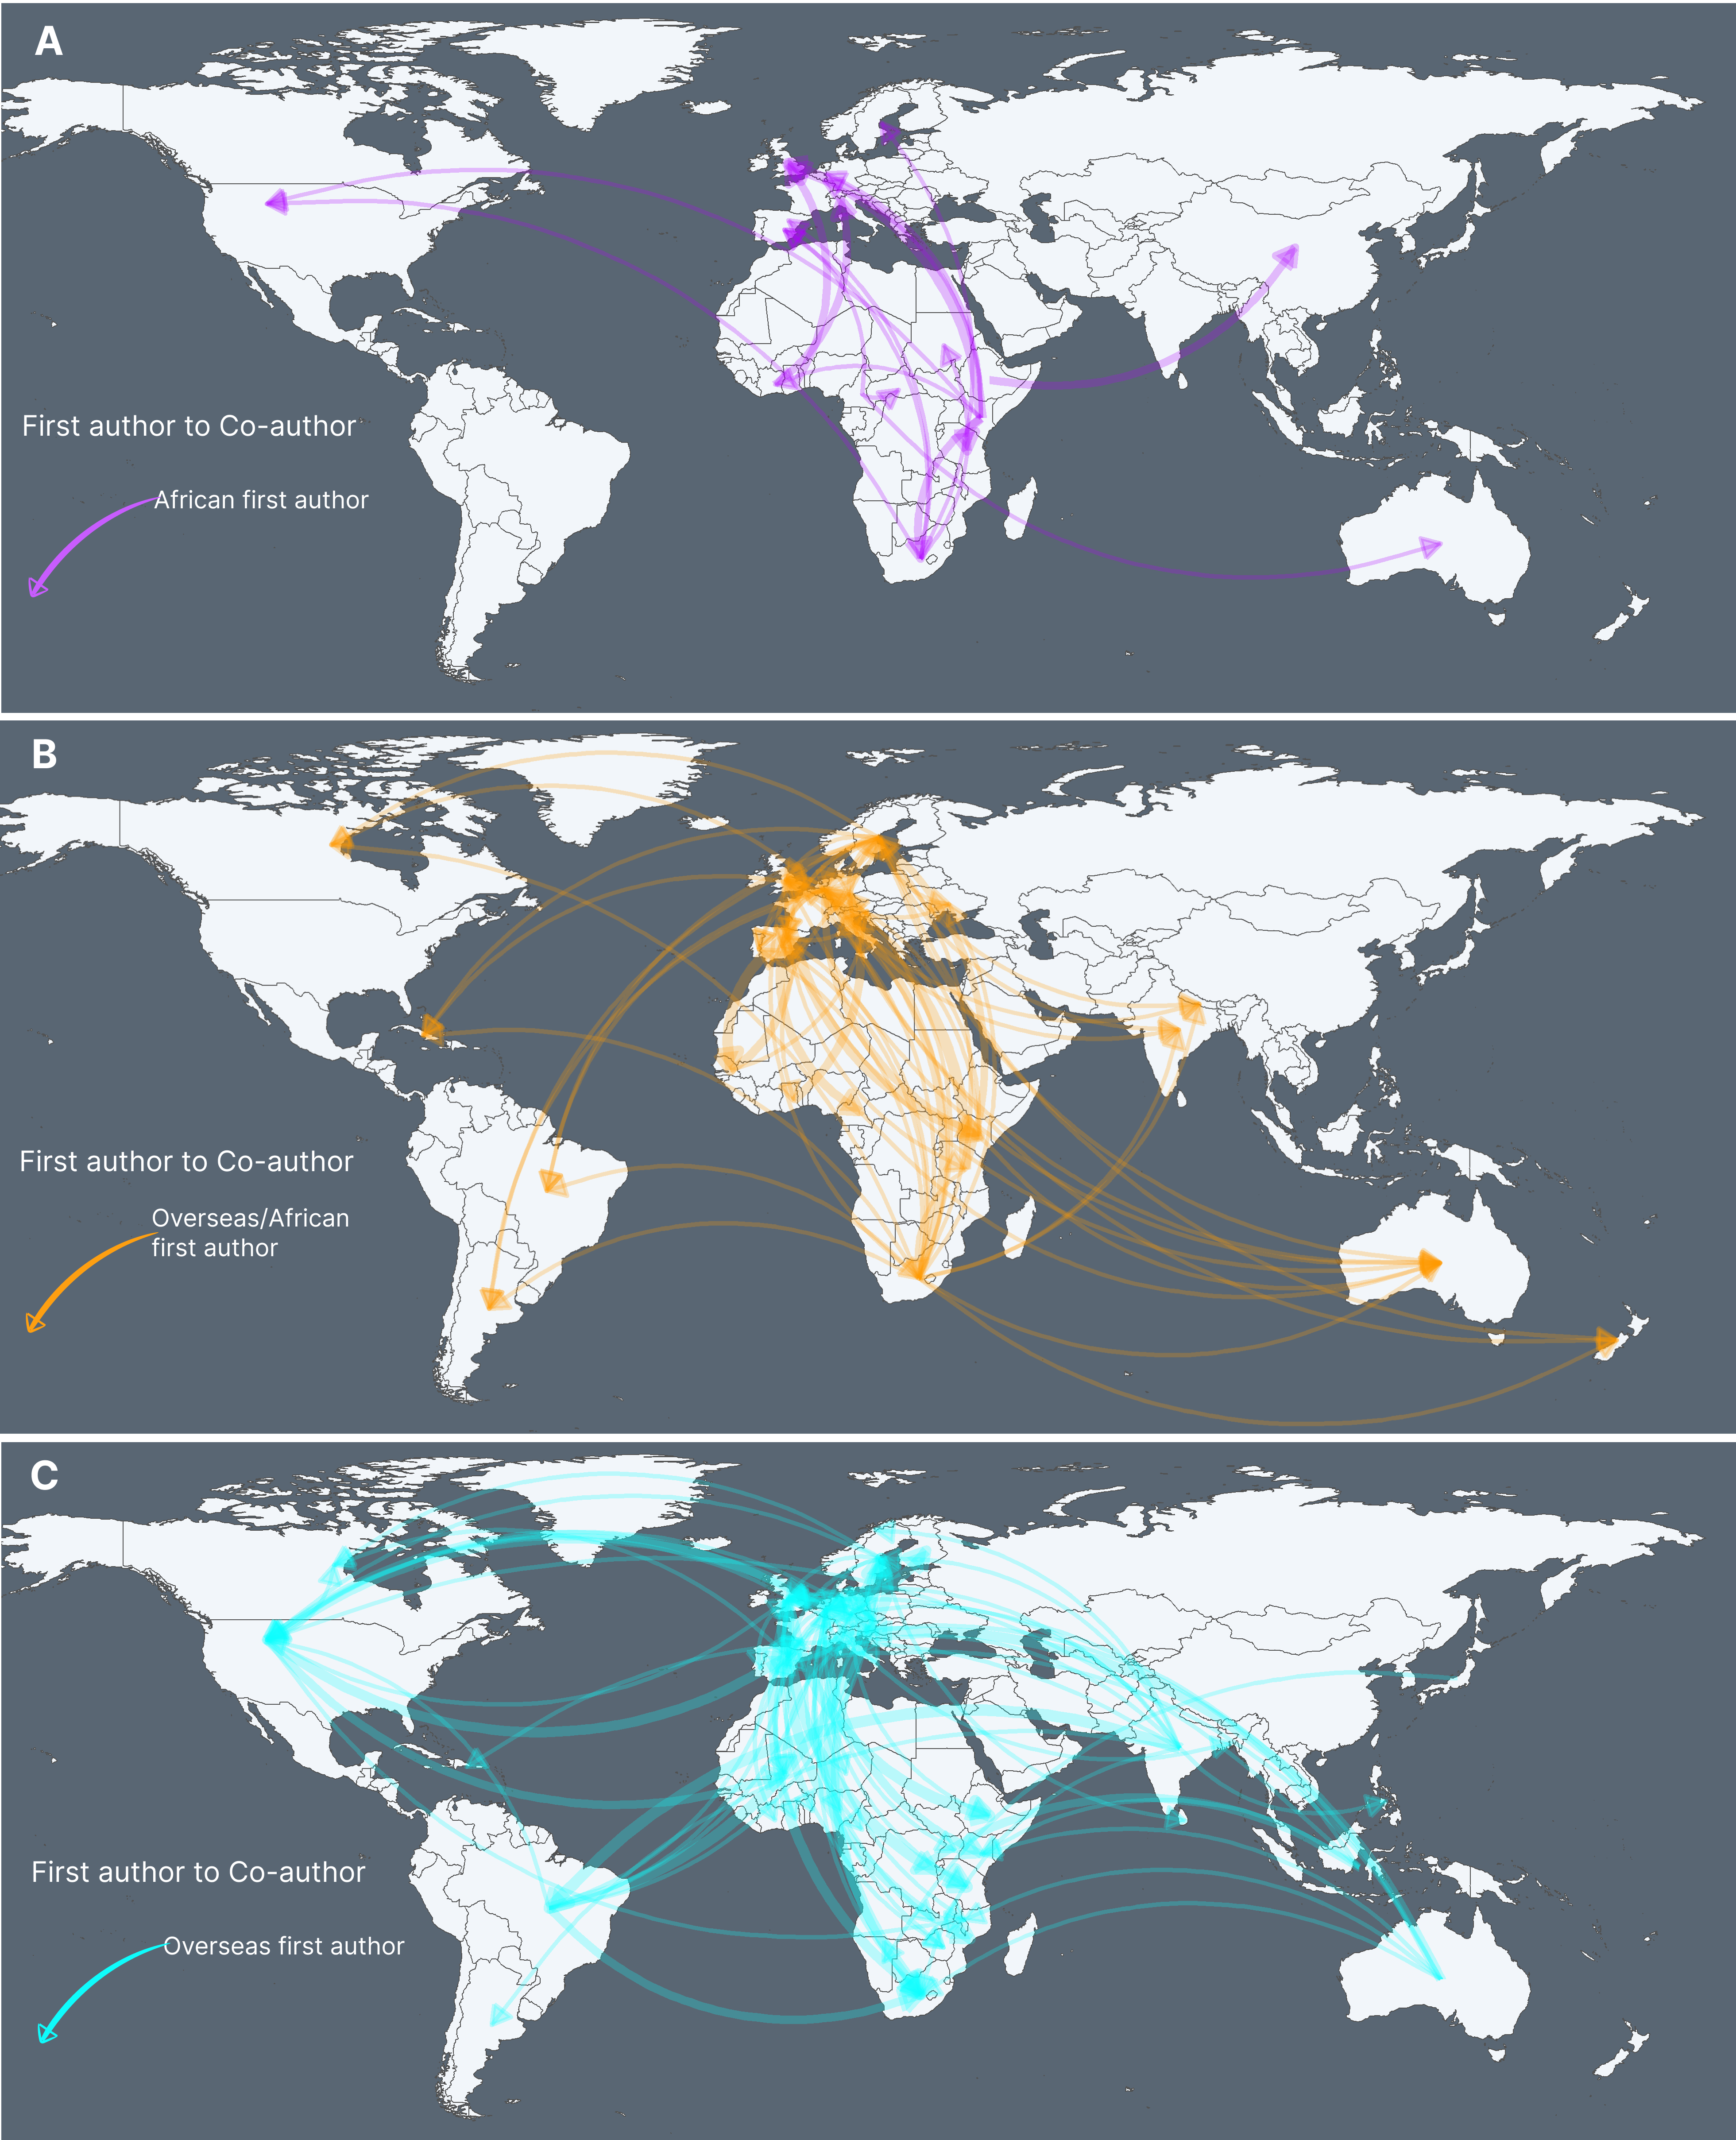 A
First author to Co-author
African first author
B
First author to Co-author
Overseas/African
first author
C
First author to Co-author
Overseas first author